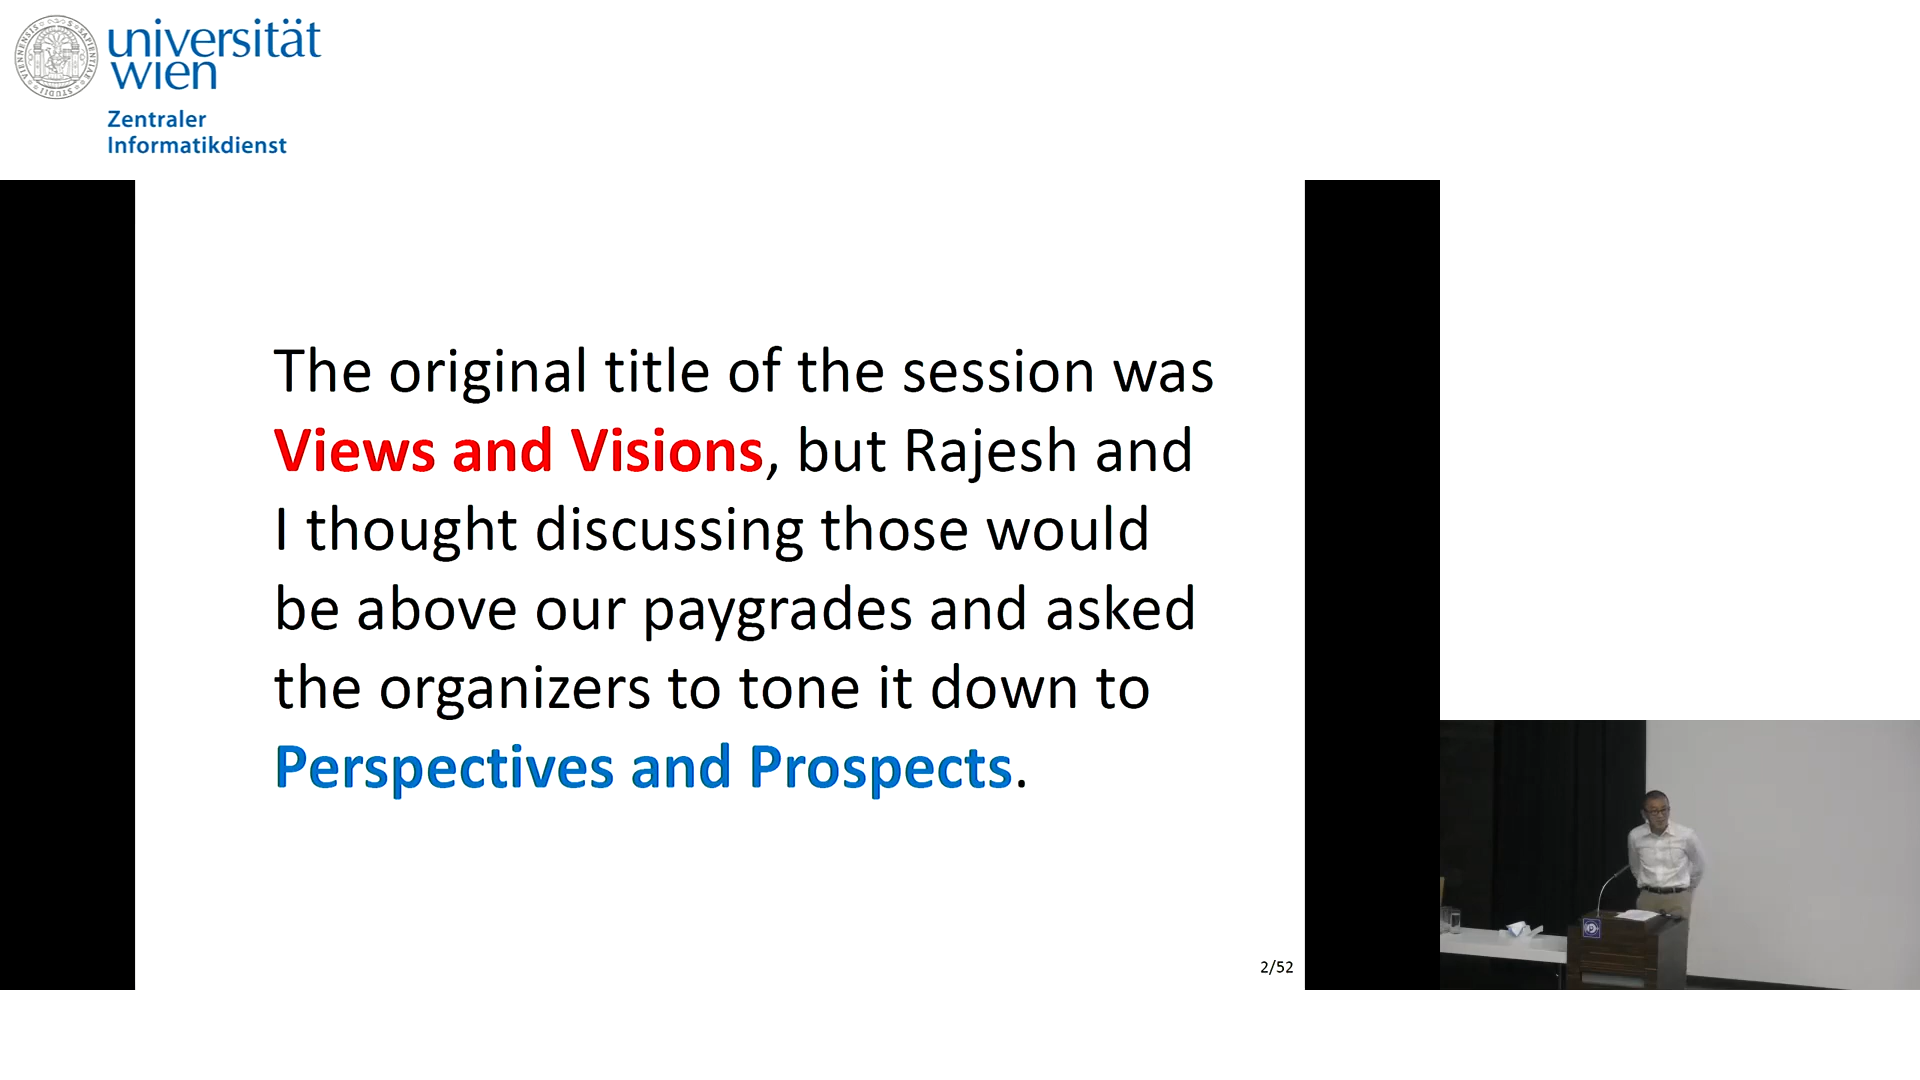 universität
wien
Zentraler
Informatikdienst
The original title of the session was
Views and Visions, but Rajesh and
I thought discussing those would
be above our paygrades and asked
the organizers to tone it down to
Perspectives and Prospects.
2/52